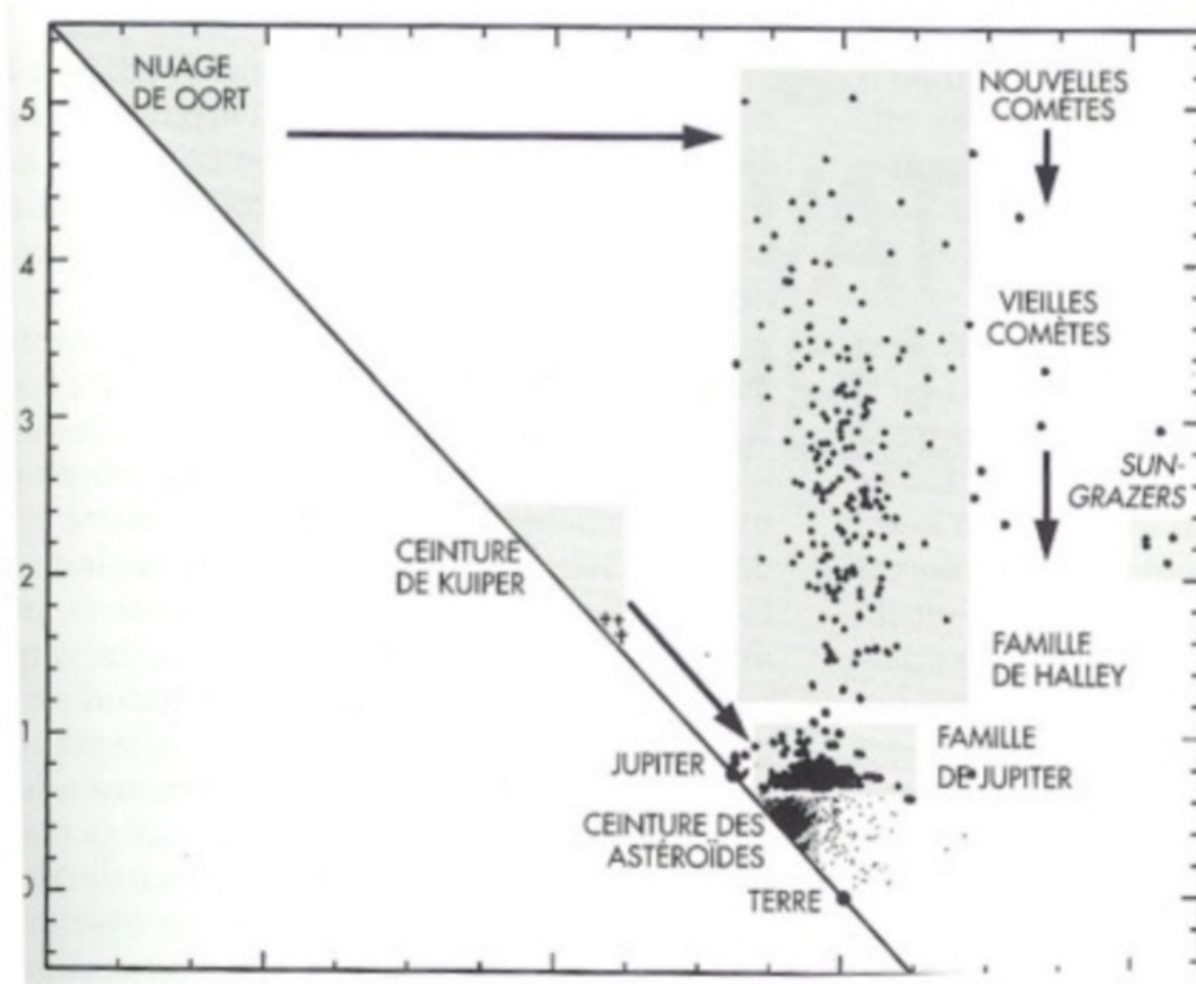 NUAGE
DE OORT
NOUVELLES
COMÈTES
5
4
VIEILLES
COMÈTES
3
SUN-
GRAZERS
CEINTURE
DE KUIPER
2
FAMILLE
DE HALLEY
1
FAMILLE
DE JUPITER
JUPITER
CEINTURE DES
ASTÉROÏDES
0
TERRE